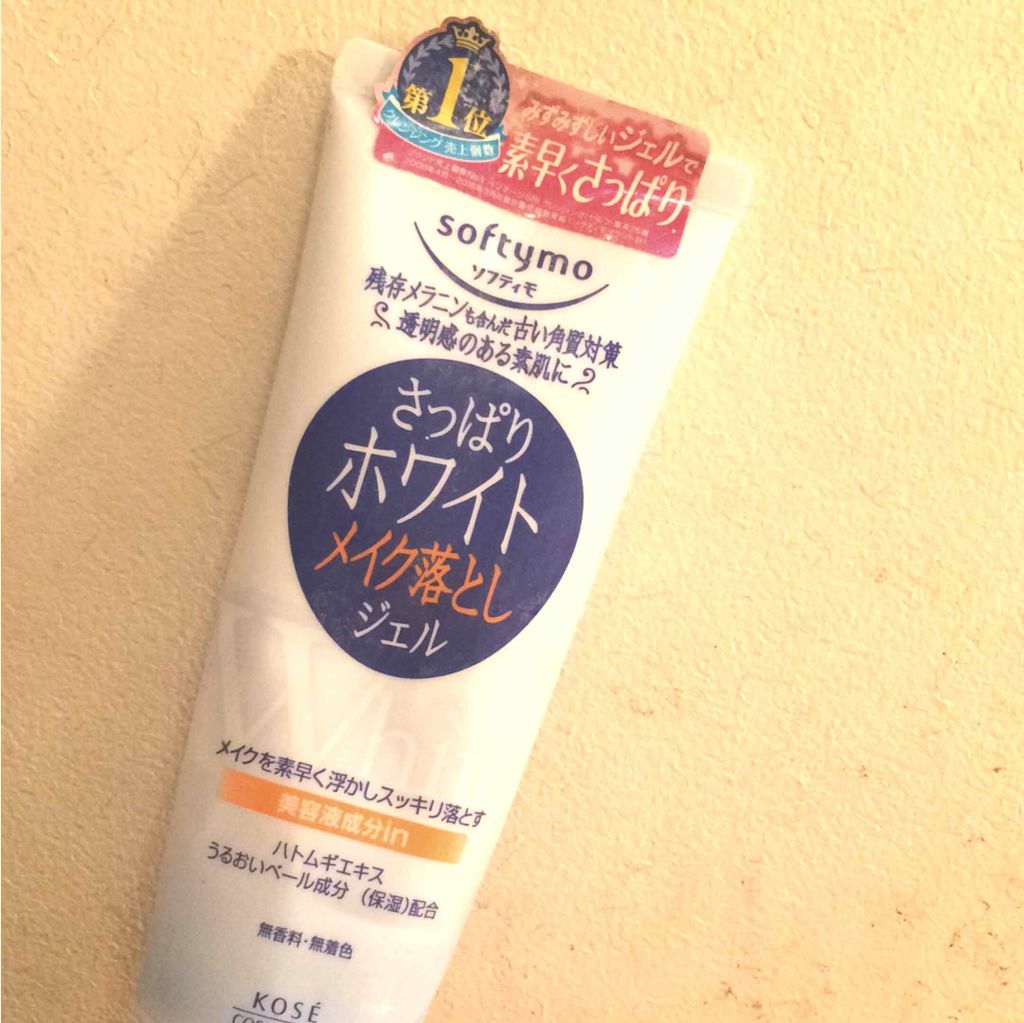 第1位
クレンジング 売上個数
みずみずしいジェルで
素早くさっぱり
softymo
ソフティモ
残存メラニンも含んだ古い角質対策
透明感のある素肌に
さっぱり
ホワイト
メイク落とし
ジェル
Whit
メイクを素早く浮かしスッキリ落とす
美容液成分in
ハトムギエキス
うるおいベール成分 (保湿)配合
無香料・無着色
KOSÉ